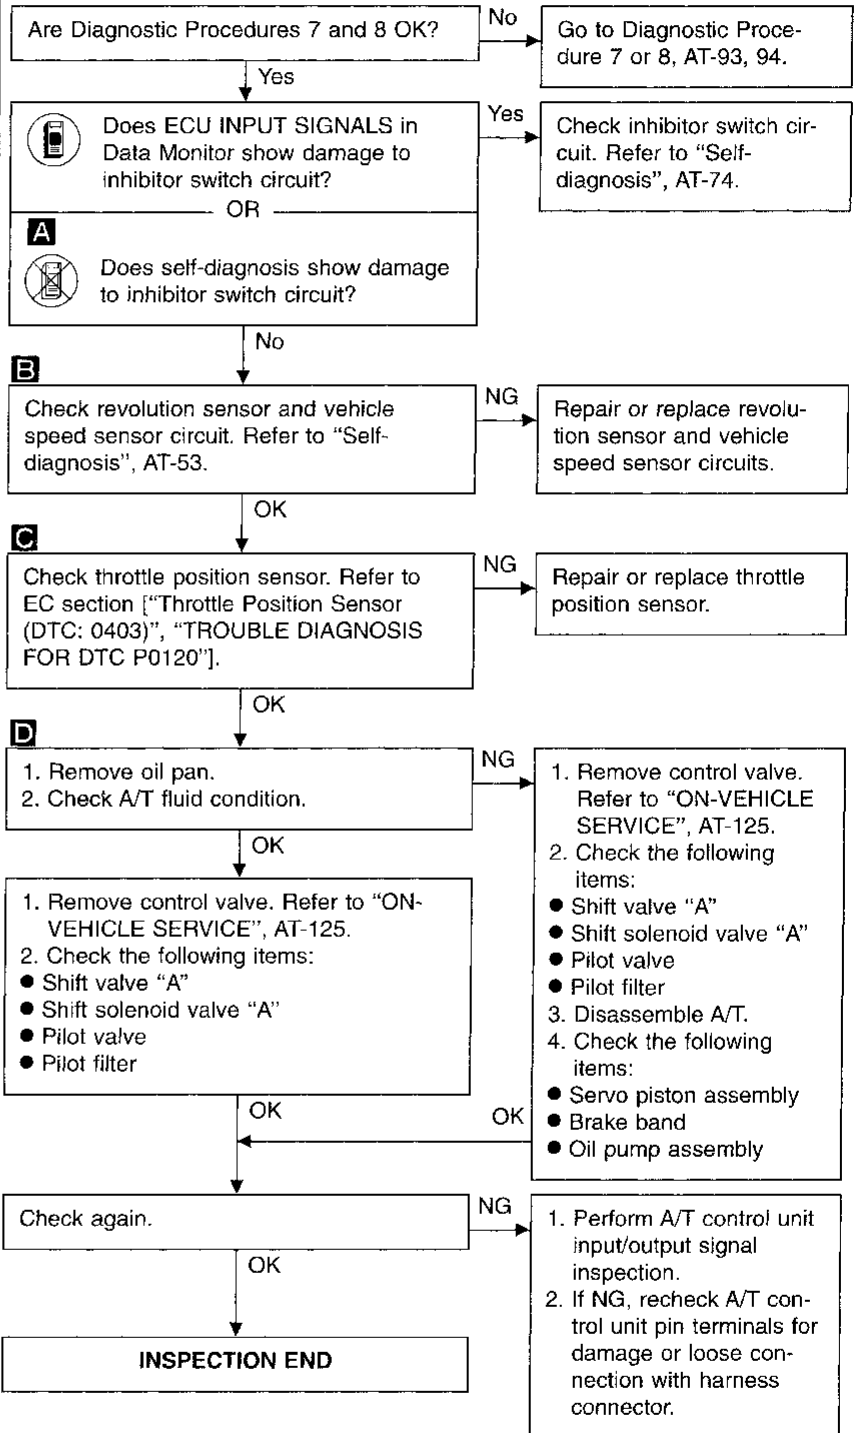 Are Diagnostic Procedures 7 and 8 OK?
No
Go to Diagnostic Proce-
dure 7 or 8, AT-93, 94.
Yes
Does ECU INPUT SIGNALS in
Data Monitor show damage to
inhibitor switch circuit?
Yes
Check inhibitor switch cir-
cuit. Refer to “Self-
diagnosis”, AT-74.
OR
A
Does self-diagnosis show damage
to inhibitor switch circuit?
No
B
Check revolution sensor and vehicle
speed sensor circuit. Refer to “Self-
diagnosis”, AT-53.
NG
Repair or replace revolu-
tion sensor and vehicle
speed sensor circuits.
OK
C
Check throttle position sensor. Refer to
EC section [“Throttle Position Sensor
(DTC: 0403)”, “TROUBLE DIAGNOSIS
FOR DTC P0120”].
NG
Repair or replace throttle
position sensor.
OK
D
1. Remove oil pan.
2. Check A/T fluid condition.
NG
1. Remove control valve.
Refer to “ON-VEHICLE
SERVICE”, AT-125.
2. Check the following
items:
● Shift valve “A”
● Shift solenoid valve “A”
● Pilot valve
● Pilot filter
3. Disassemble A/T.
4. Check the following
items:
● Servo piston assembly
● Brake band
● Oil pump assembly
OK
1. Remove control valve. Refer to “ON-
VEHICLE SERVICE”, AT-125.
2. Check the following items:
● Shift valve “A”
● Shift solenoid valve “A”
● Pilot valve
● Pilot filter
OK
OK
Check again.
NG
1. Perform A/T control unit
input/output signal
inspection.
2. If NG, recheck A/T con-
trol unit pin terminals for
damage or loose con-
nection with harness
connector.
OK
INSPECTION END